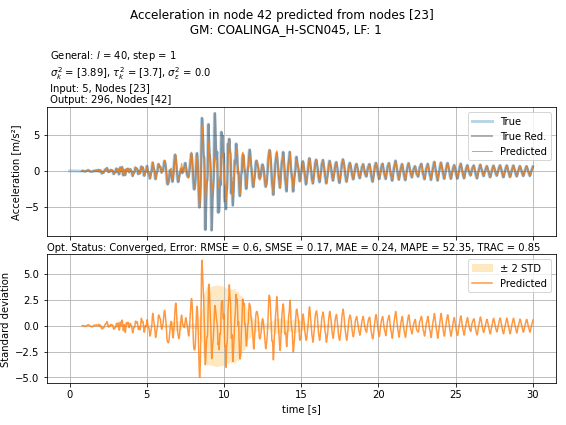 Acceleration in node 42 predicted from nodes [23]
GM: COALINGA_H-SCN045, LF: 1
General: l = 40, step = 1
σ²ₖ = [3.89], τ²ₖ = [3.7], σ²ε = 0.0
Input: 5, Nodes [23]
Output: 296, Nodes [42]
Acceleration [m/s²]
5
0
−5
True
True Red.
Predicted
Opt. Status: Converged, Error: RMSE = 0.6, SMSE = 0.17, MAE = 0.24, MAPE = 52.35, TRAC = 0.85
Standard deviation
5.0
2.5
0.0
−2.5
−5.0
± 2 STD
Predicted
0 5 10 15 20 25 30
time [s]